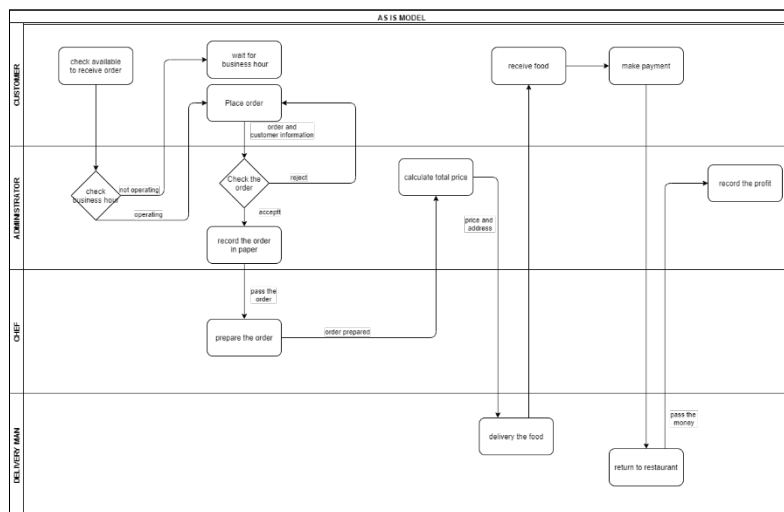 AS IS MODEL
CUSTOMER
check available
to receive order
wait for
business hour
Place order
order and
customer information
receive food
make payment
ADMINISTRATOR
check
business hour
not operating
operating
Check the
order
reject
acceptt
record the order
in paper
calculate total price
price and
address
record the profit
CHEF
pass the
order
prepare the order
order prepared
DELIVERY MAN
delivery the food
return to restaurant
pass the
money